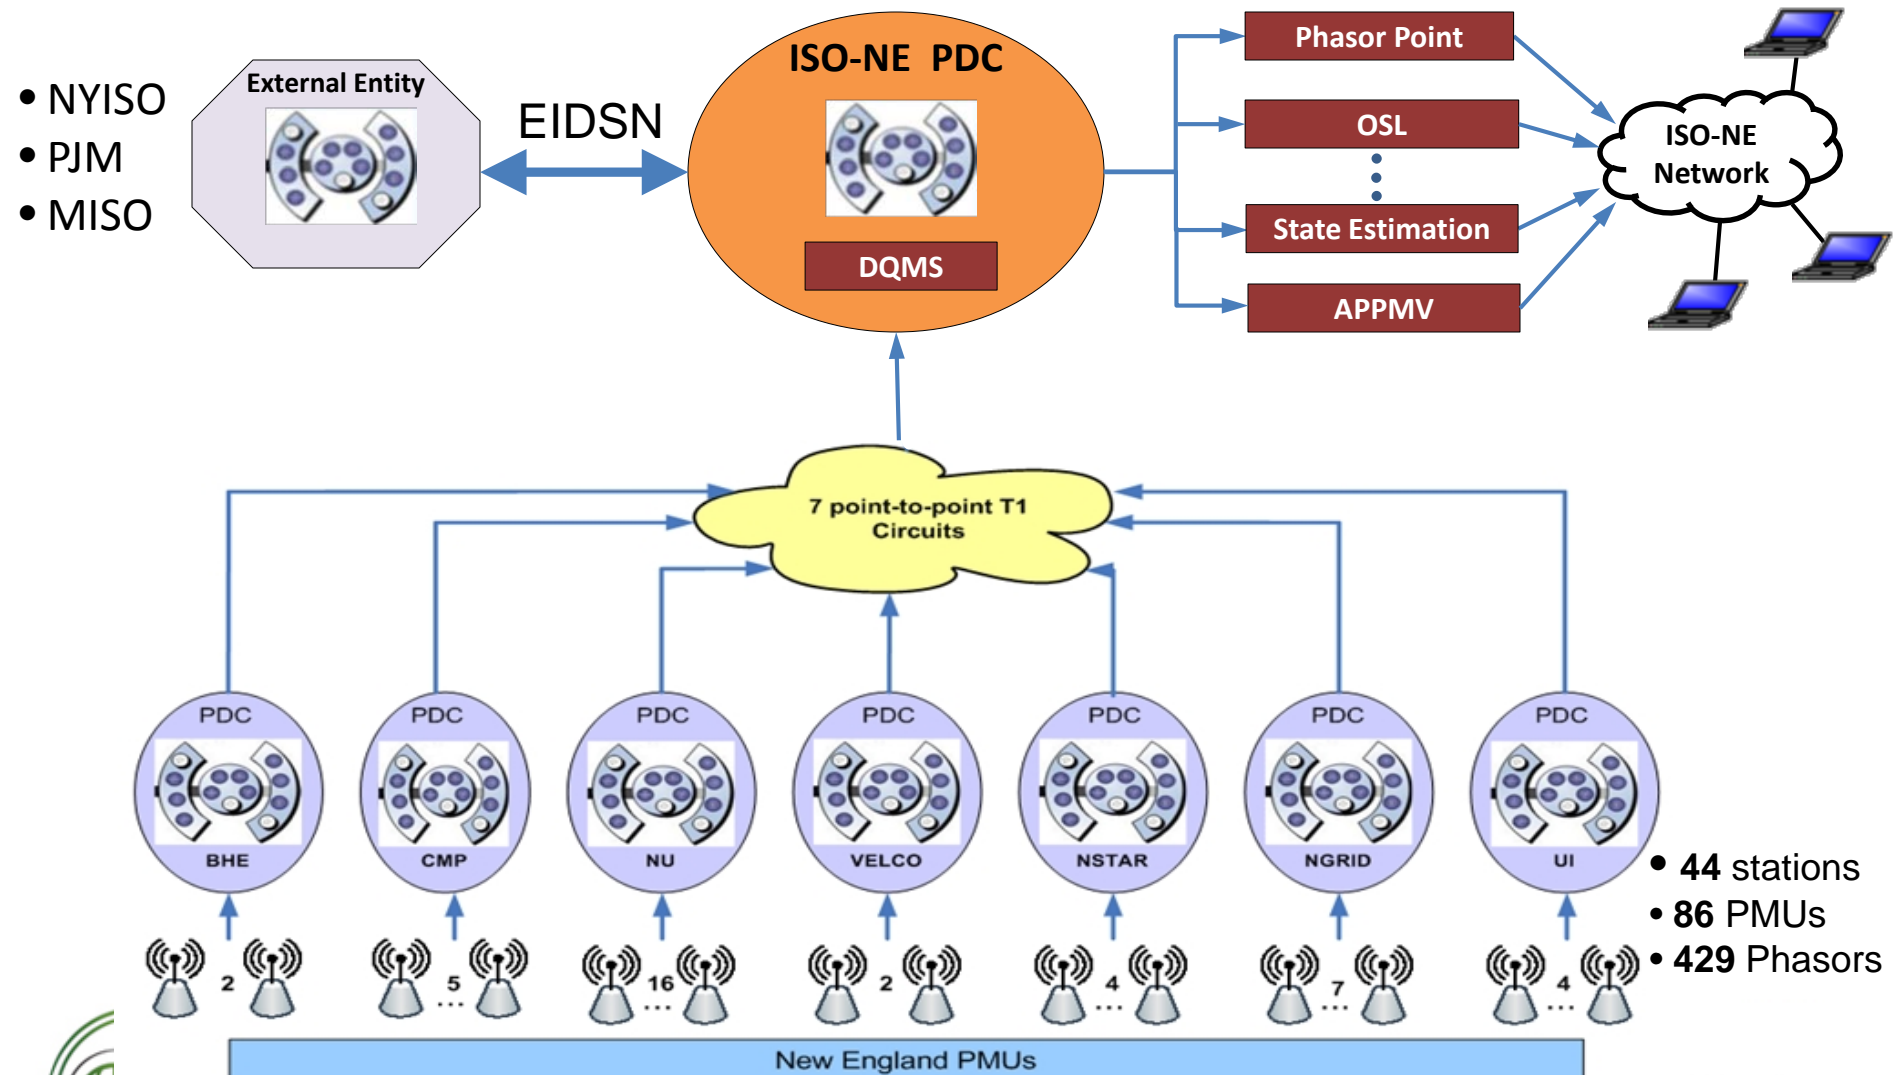 • NYISO
• PJM
• MISO
External Entity
EIDSN
ISO-NE PDC
DQMS
Phasor Point
OSL
State Estimation
APPMV
ISO-NE
Network
7 point-to-point T1
Circuits
PDC
BHE
PDC
CMP
PDC
NU
PDC
VELCO
PDC
NSTAR
PDC
NGRID
PDC
UI
• 44 stations
• 86 PMUs
• 429 Phasors
2
5
...
16
...
2
4
...
7
...
4
...
New England PMUs